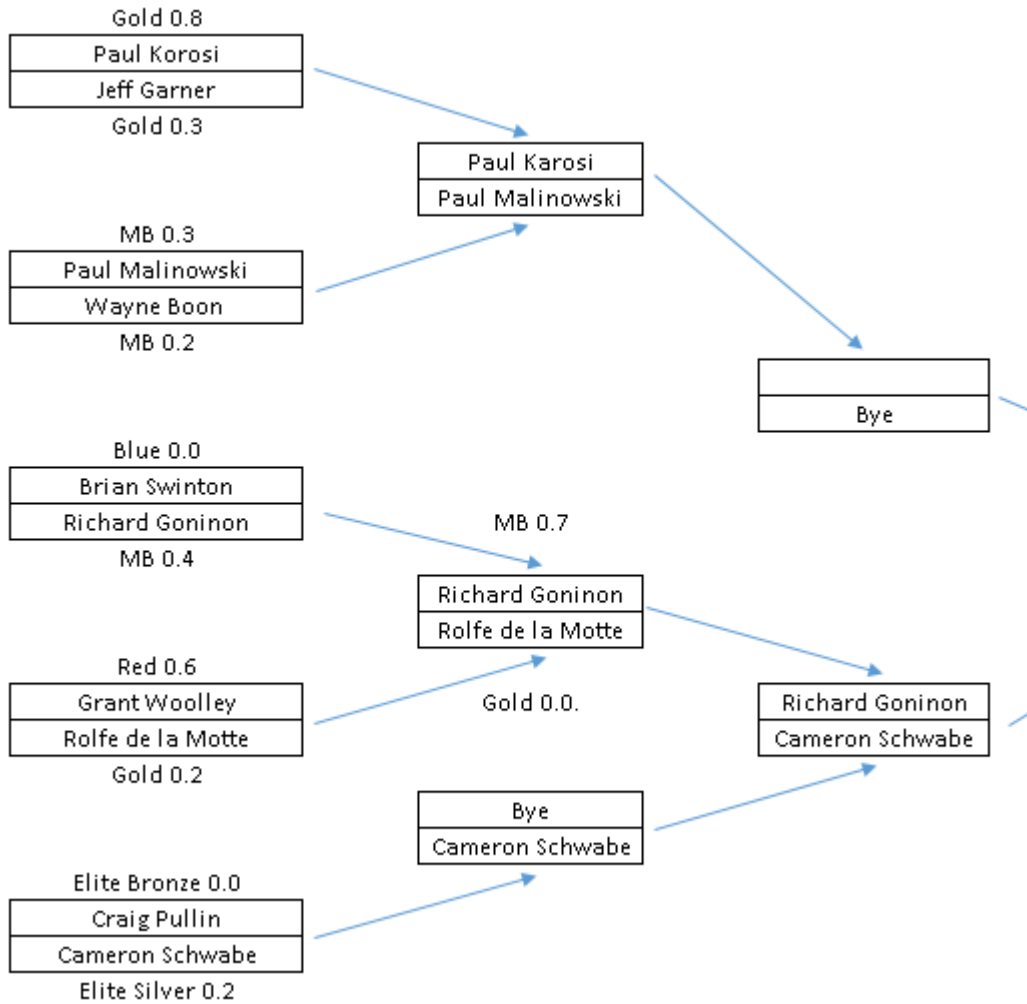 Gold 0.8
Paul Korosi
Jeff Garner
Gold 0.3
Paul Karosi
Paul Malinowski
MB 0.3
Paul Malinowski
Wayne Boon
MB 0.2
Bye
Blue 0.0
Brian Swinton
Richard Goninon
MB 0.4
MB 0.7
Richard Goninon
Rolfe de la Motte
Gold 0.0.
Red 0.6
Grant Woolley
Rolfe de la Motte
Gold 0.2
Richard Goninon
Cameron Schwabe
Bye
Cameron Schwabe
Elite Bronze 0.0
Craig Pullin
Cameron Schwabe
Elite Silver 0.2